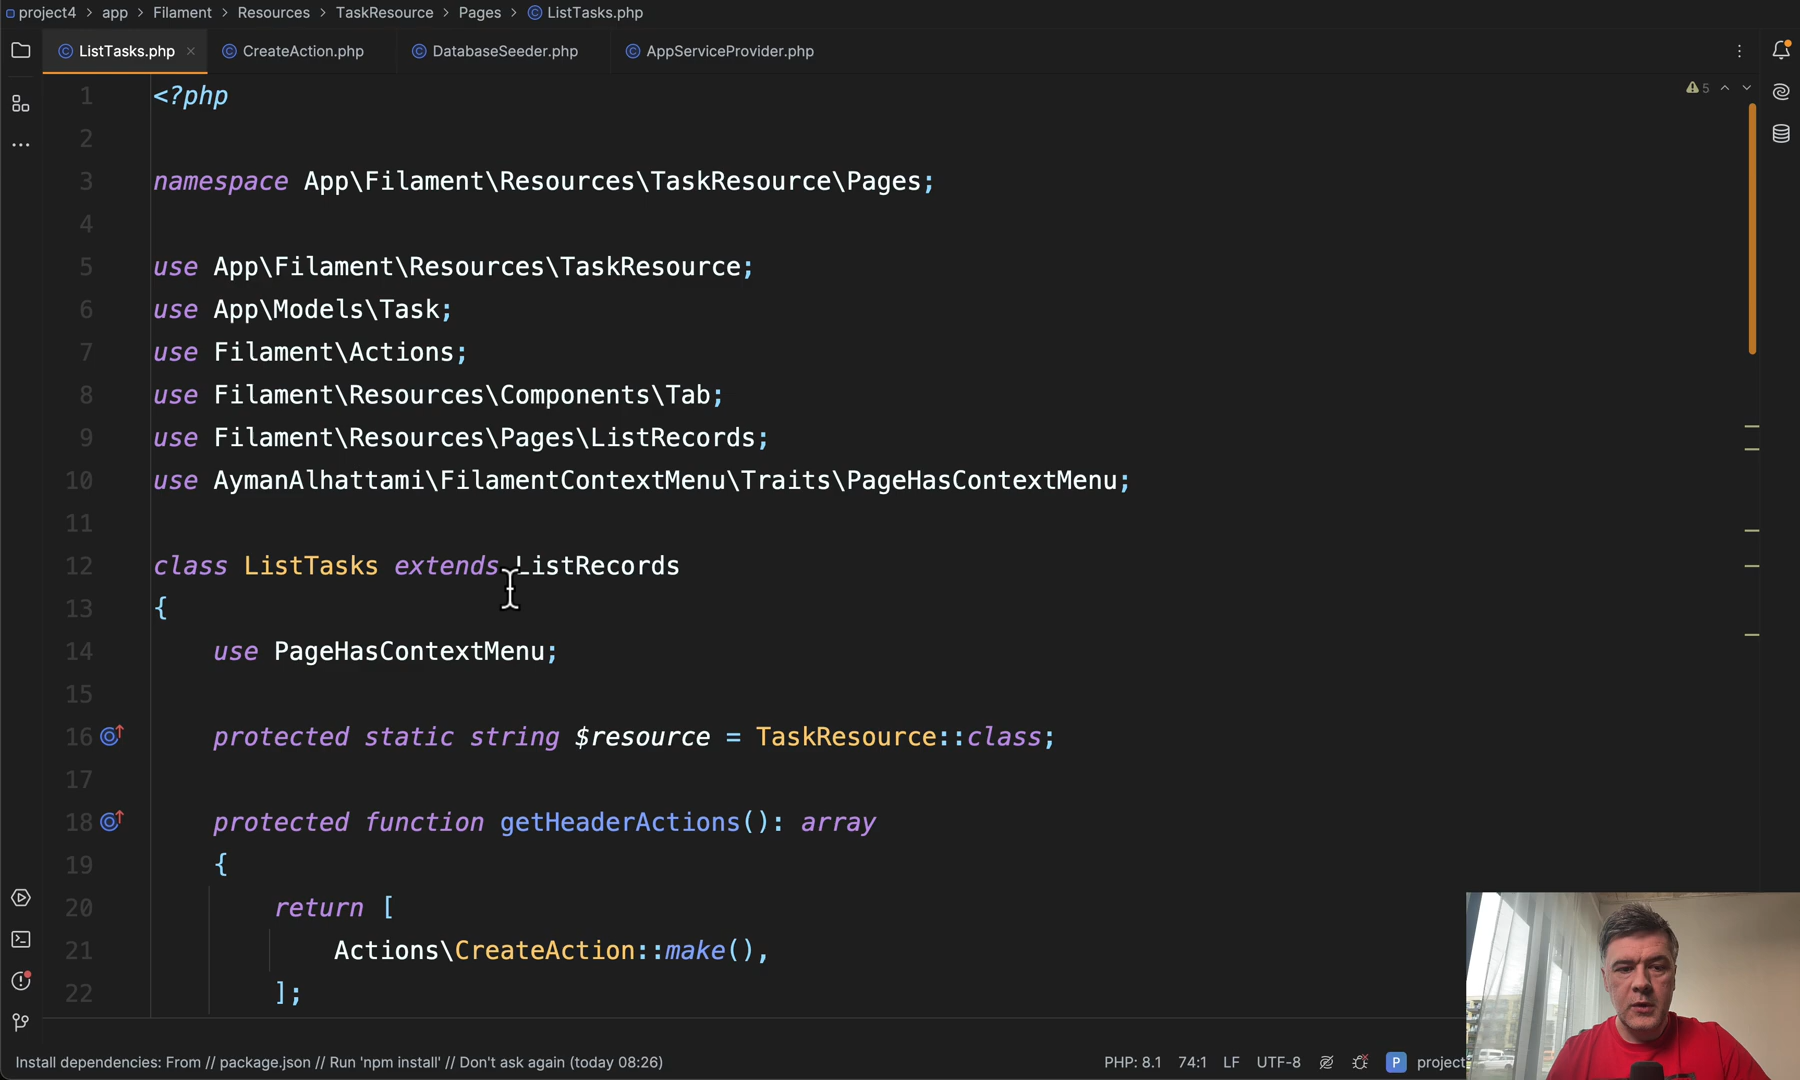 project4 > app > Filament > Resources > TaskResource > Pages > ListTasks.php
ListTasks.php × CreateAction.php DatabaseSeeder.php AppServiceProvider.php
5
1 <?php
2
3 namespace App\Filament\Resources\TaskResource\Pages;
4
5 use App\Filament\Resources\TaskResource;
6 use App\Models\Task;
7 use Filament\Actions;
8 use Filament\Resources\Components\Tab;
9 use Filament\Resources\Pages\ListRecords;
10 use AymanAlhattami\FilamentContextMenu\Traits\PageHasContextMenu;
11
12 class ListTasks extends ListRecords
13 {
14 use PageHasContextMenu;
15
16 protected static string $resource = TaskResource::class;
17
18 protected function getHeaderActions(): array
19 {
20 return [
21 Actions\CreateAction::make(),
22 ];
Install dependencies: From // package.json // Run 'npm install' // Don't ask again (today 08:26) PHP: 8.1 74:1 LF UTF-8 P project